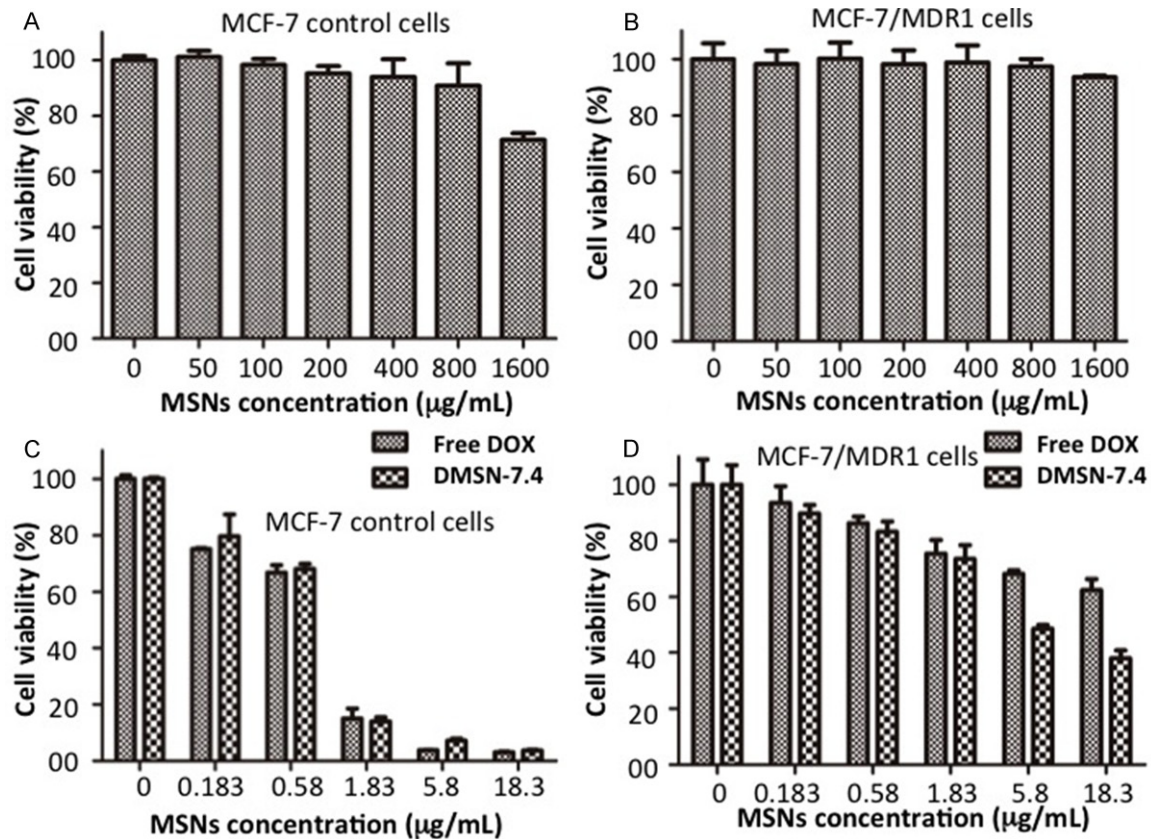 A
MCF-7 control cells
Cell viability (%)
100
80
60
40
20
00
0 50 100 200 400 800 1600
MSNs concentration (µg/mL)
B
MCF-7/MDR1 cells
Cell viability (%)
100
80
60
40
20
00
0 50 100 200 400 800 1600
MSNs concentration (µg/mL)
C
Free DOX
DMSN-7.4
MCF-7 control cells
Cell viability (%)
100
80
60
40
20
00
0 0.183 0.58 1.83 5.8 18.3
MSNs concentration (µg/mL)
D
MCF-7/MDR1 cells
Free DOX
DMSN-7.4
Cell viability (%)
100
80
60
40
20
00
0 0.183 0.58 1.83 5.8 18.3
MSNs concentration (µg/mL)